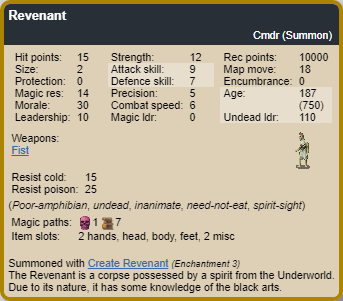 Revenant
Cmdr (Summon)
Hit points: 15 Strength: 12 Rec points: 10000
Size: 2 Attack skill: 9 Map move: 18
Protection: 0 Defence skill: 7 Encumbrance: 0
Magic res: 14 Precision: 5 Age: 187
Morale: 30 Combat speed: 6 (750)
Leadership: 10 Magic ldr: 0 Undead ldr: 110
Weapons:
Fist
Resist cold: 15
Resist poison: 25
(Poor-amphibian, undead, inanimate, need-not-eat, spirit-sight)
Magic paths: 1 7
Item slots: 2 hands, head, body, feet, 2 misc
Summoned with Create Revenant (Enchantment 3)
The Revenant is a corpse possessed by a spirit from the Underworld.
Due to its nature, it has some knowledge of the black arts.